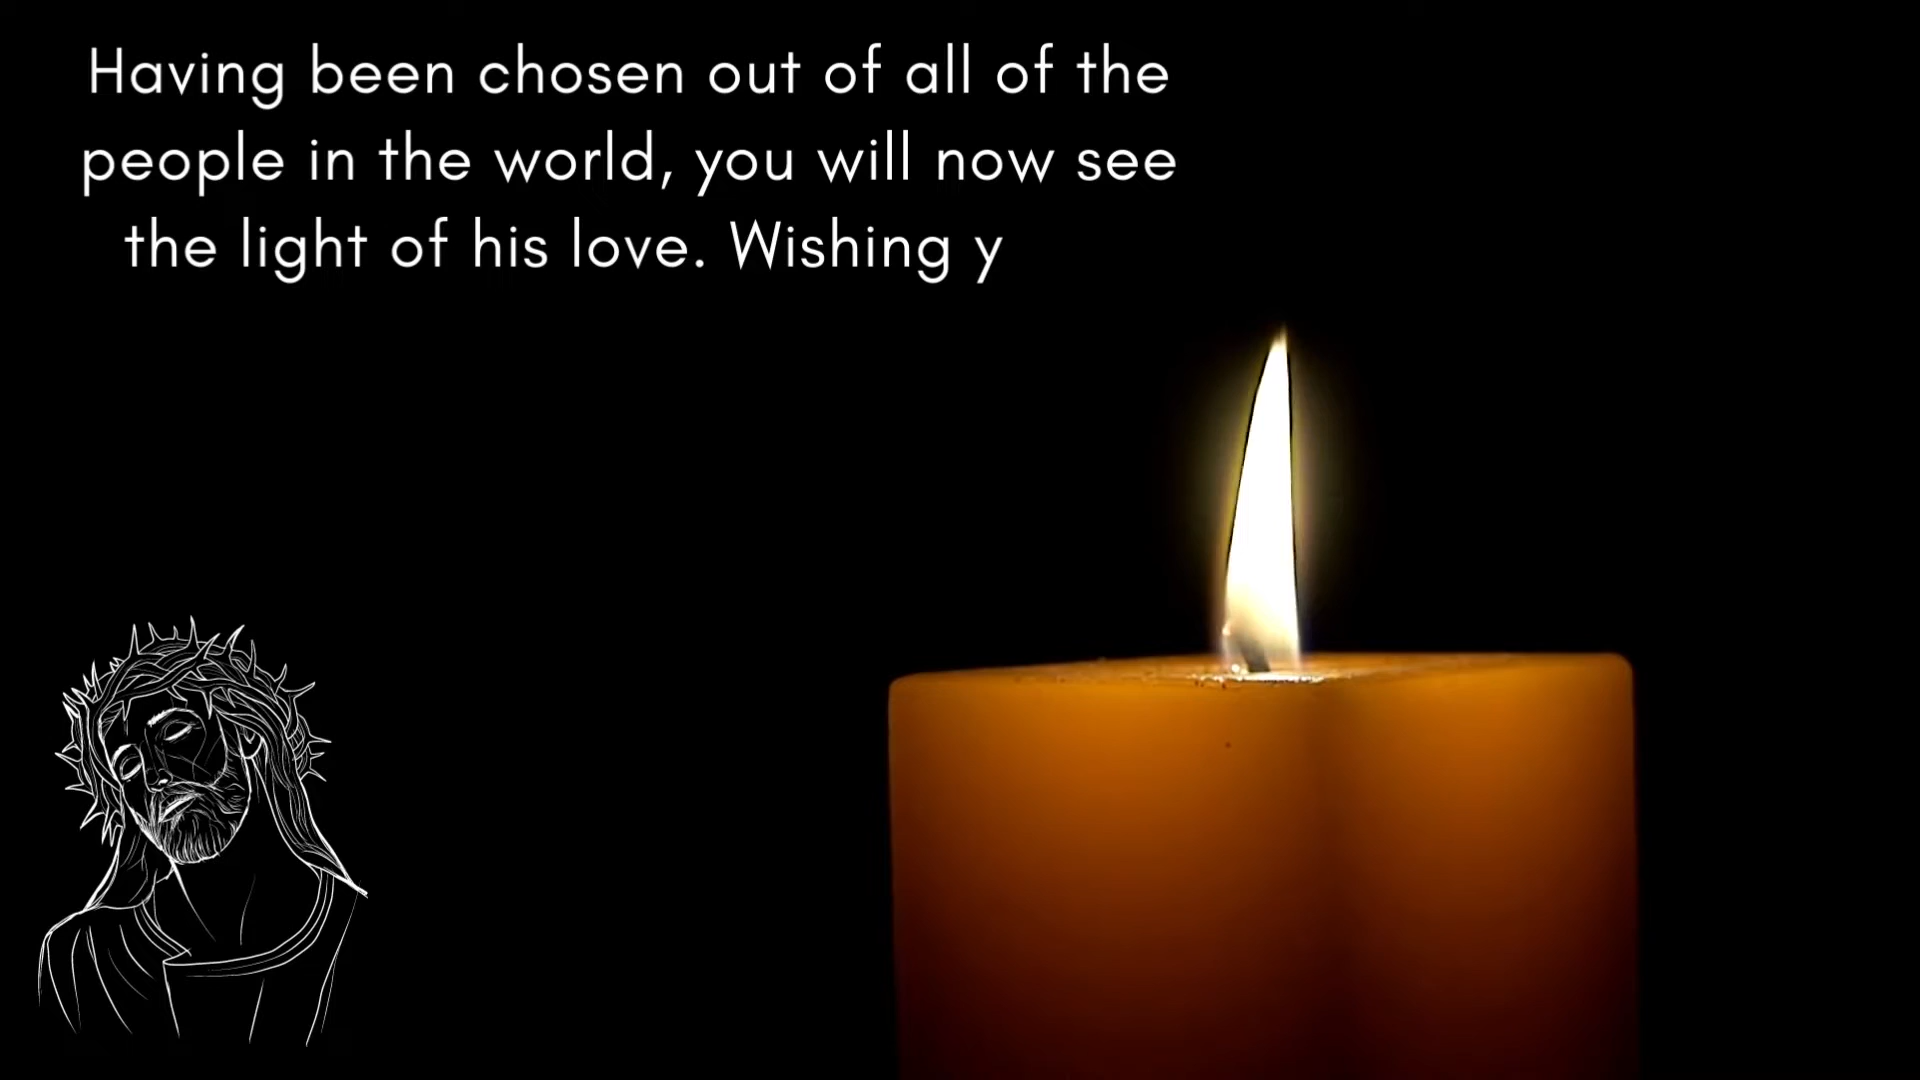 Having been chosen out of all of the
people in the world, you will now see
the light of his love. Wishing y